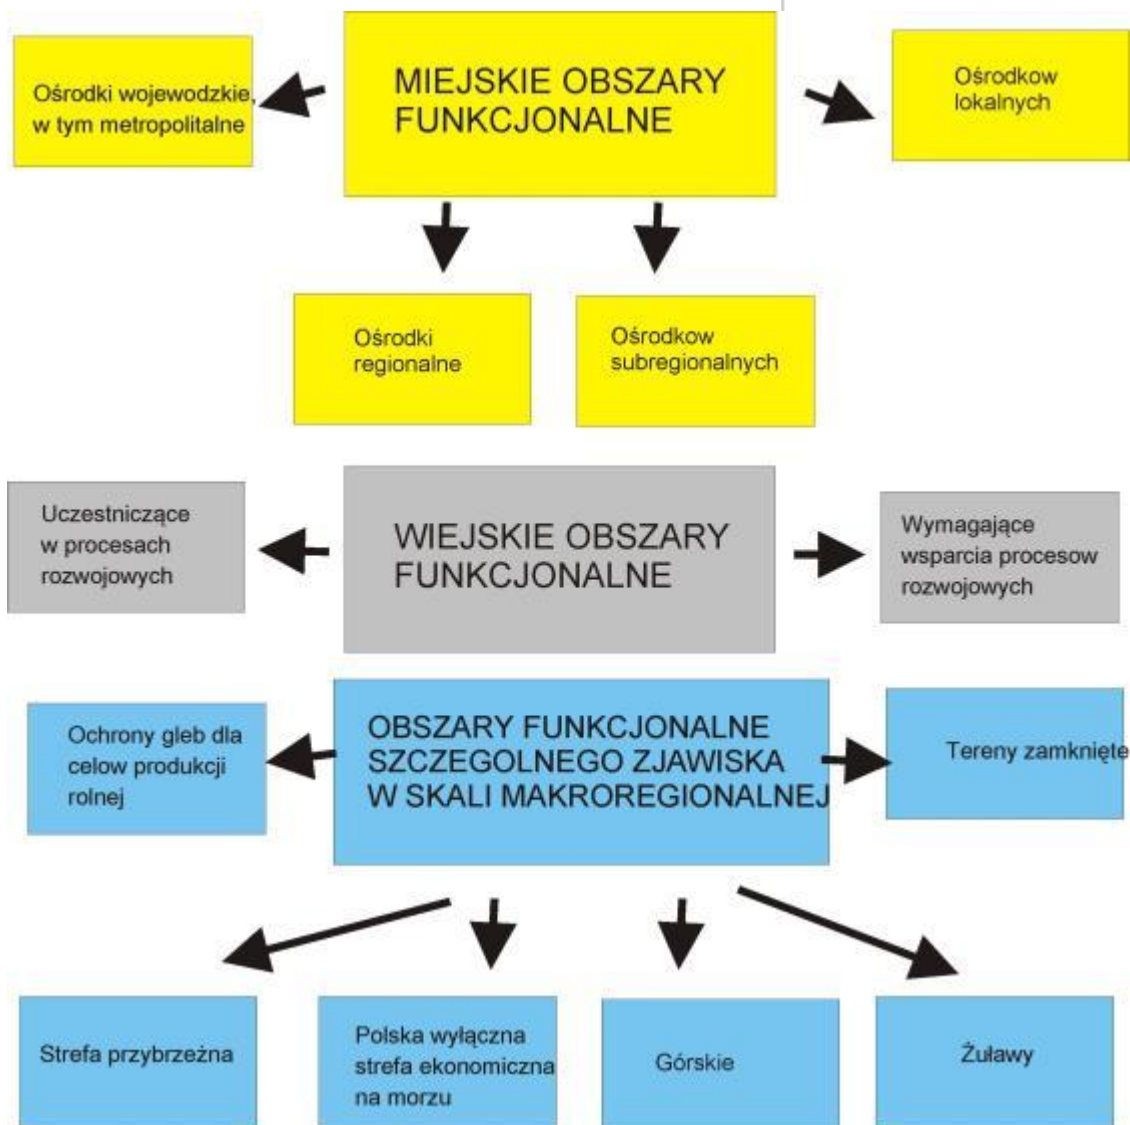 Ośrodki wojewodzkie,
w tym metropolitalne
MIEJSKIE OBSZARY
FUNKCJONALNE
Ośrodkow
lokalnych
Ośrodki
regionalne
Ośrodkow
subregionalnych
Uczestniczące
w procesach
rozwojowych
WIEJSKIE OBSZARY
FUNKCJONALNE
Wymagające
wsparcia procesow
rozwojowych
Ochrony gleb dla
celow produkcji
rolnej
OBSZARY FUNKCJONALNE
SZCZEGOLNEGO ZJAWISKA
W SKALI MAKROREGIONALNEJ
Tereny zamknięte
Strefa przybrzeżna
Polska wyłączna
strefa ekonomiczna
na morzu
Górskie
Żuławy